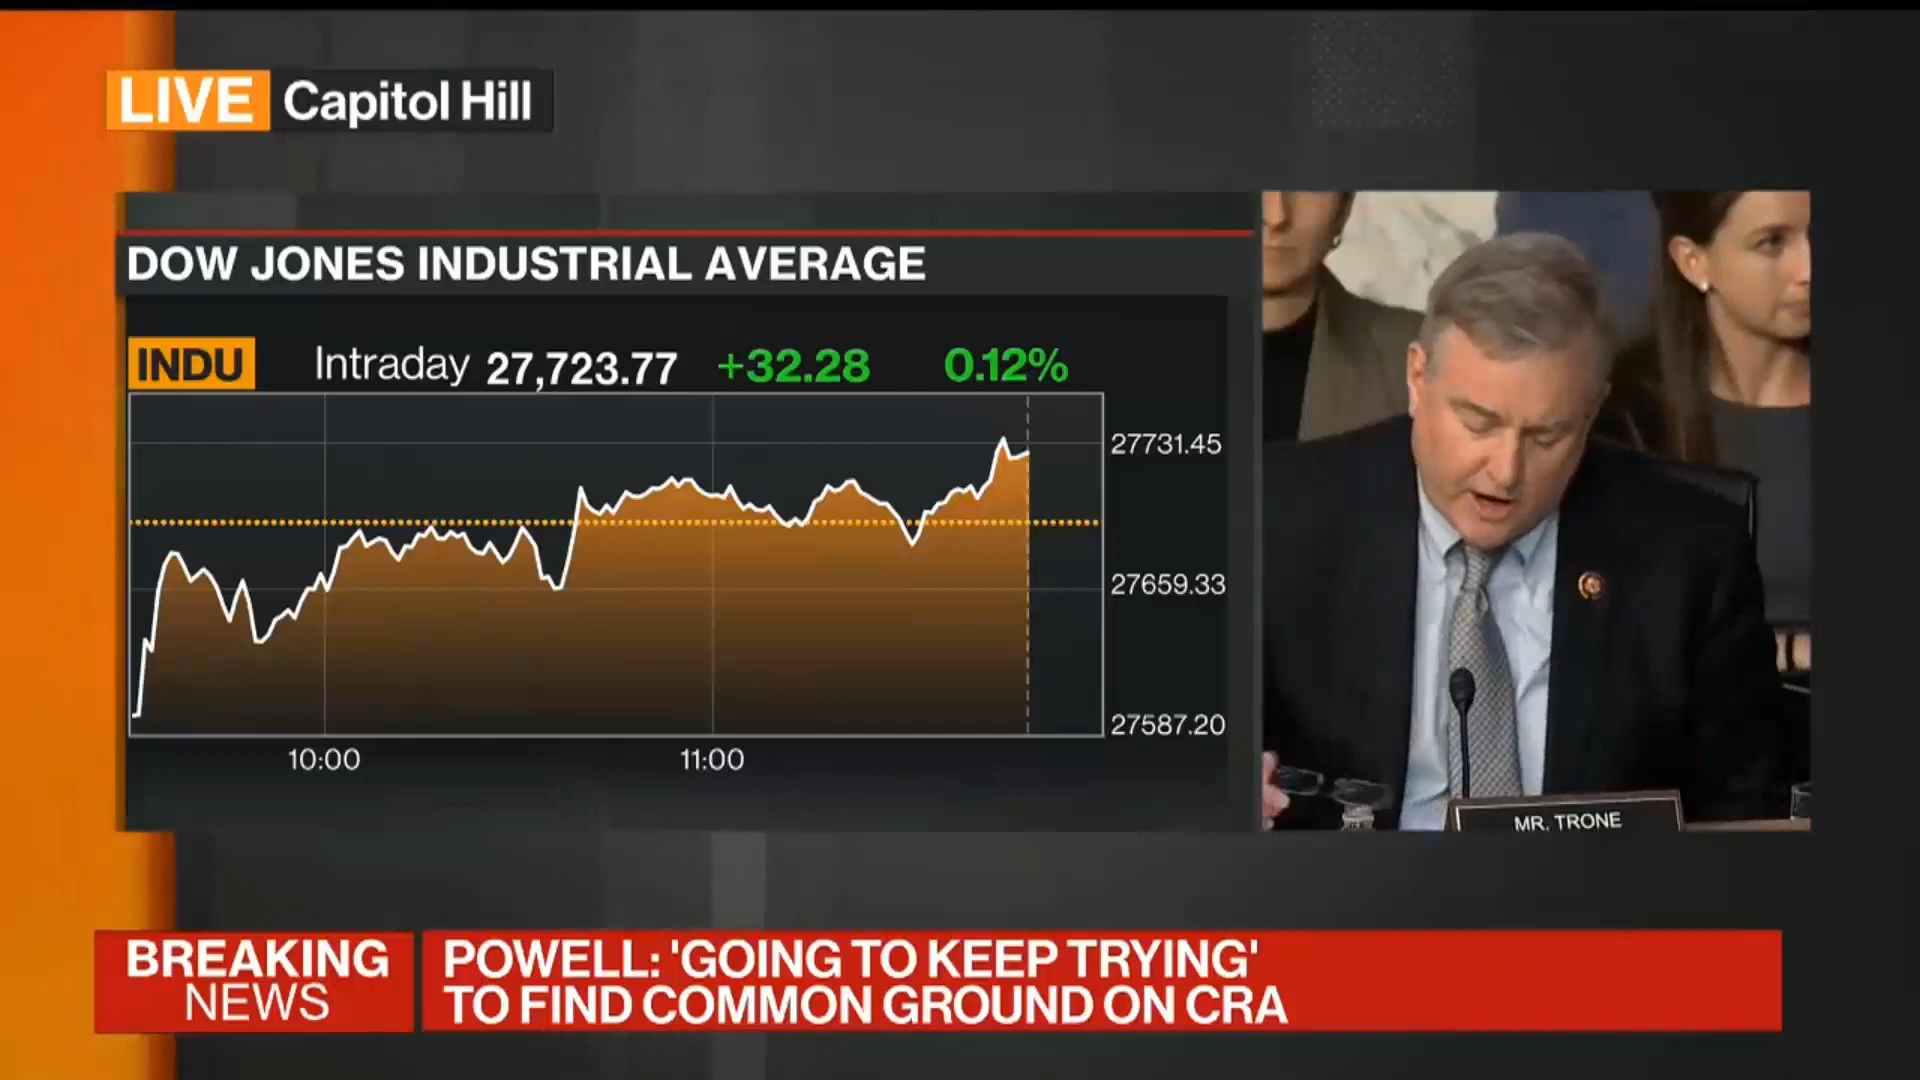 LIVE Capitol Hill
DOW JONES INDUSTRIAL AVERAGE
INDU Intraday 27,723.77 +32.28 0.12%
27731.45
27659.33
27587.20
10:00 11:00
MR. TRONE
BREAKING
NEWS
POWELL: 'GOING TO KEEP TRYING'
TO FIND COMMON GROUND ON CRA